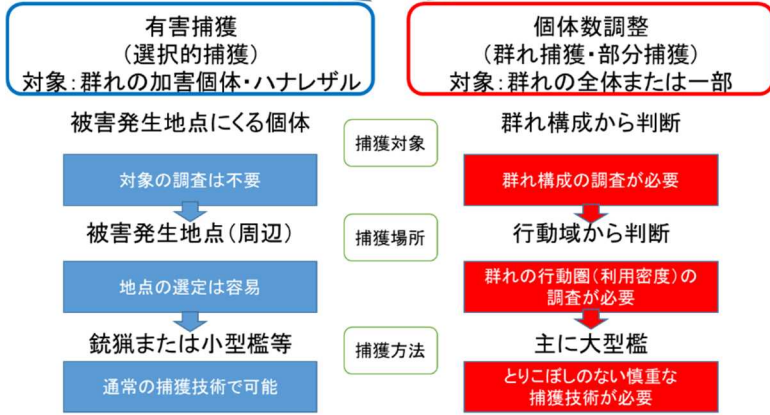 有害捕獲
(選択的捕獲)
対象:群れの加害個体・ハナレザル
個体数調整
(群れ捕獲・部分捕獲)
対象:群れの全体または一部
被害発生地点にくる個体
捕獲対象
群れ構成から判断
対象の調査は不要
群れ構成の調査が必要
被害発生地点(周辺)
捕獲場所
行動域から判断
地点の選定は容易
群れの行動圏(利用密度)の
調査が必要
銃猟または小型檻等
捕獲方法
主に大型檻
通常の捕獲技術で可能
とりこぼしのない慎重な
捕獲技術が必要